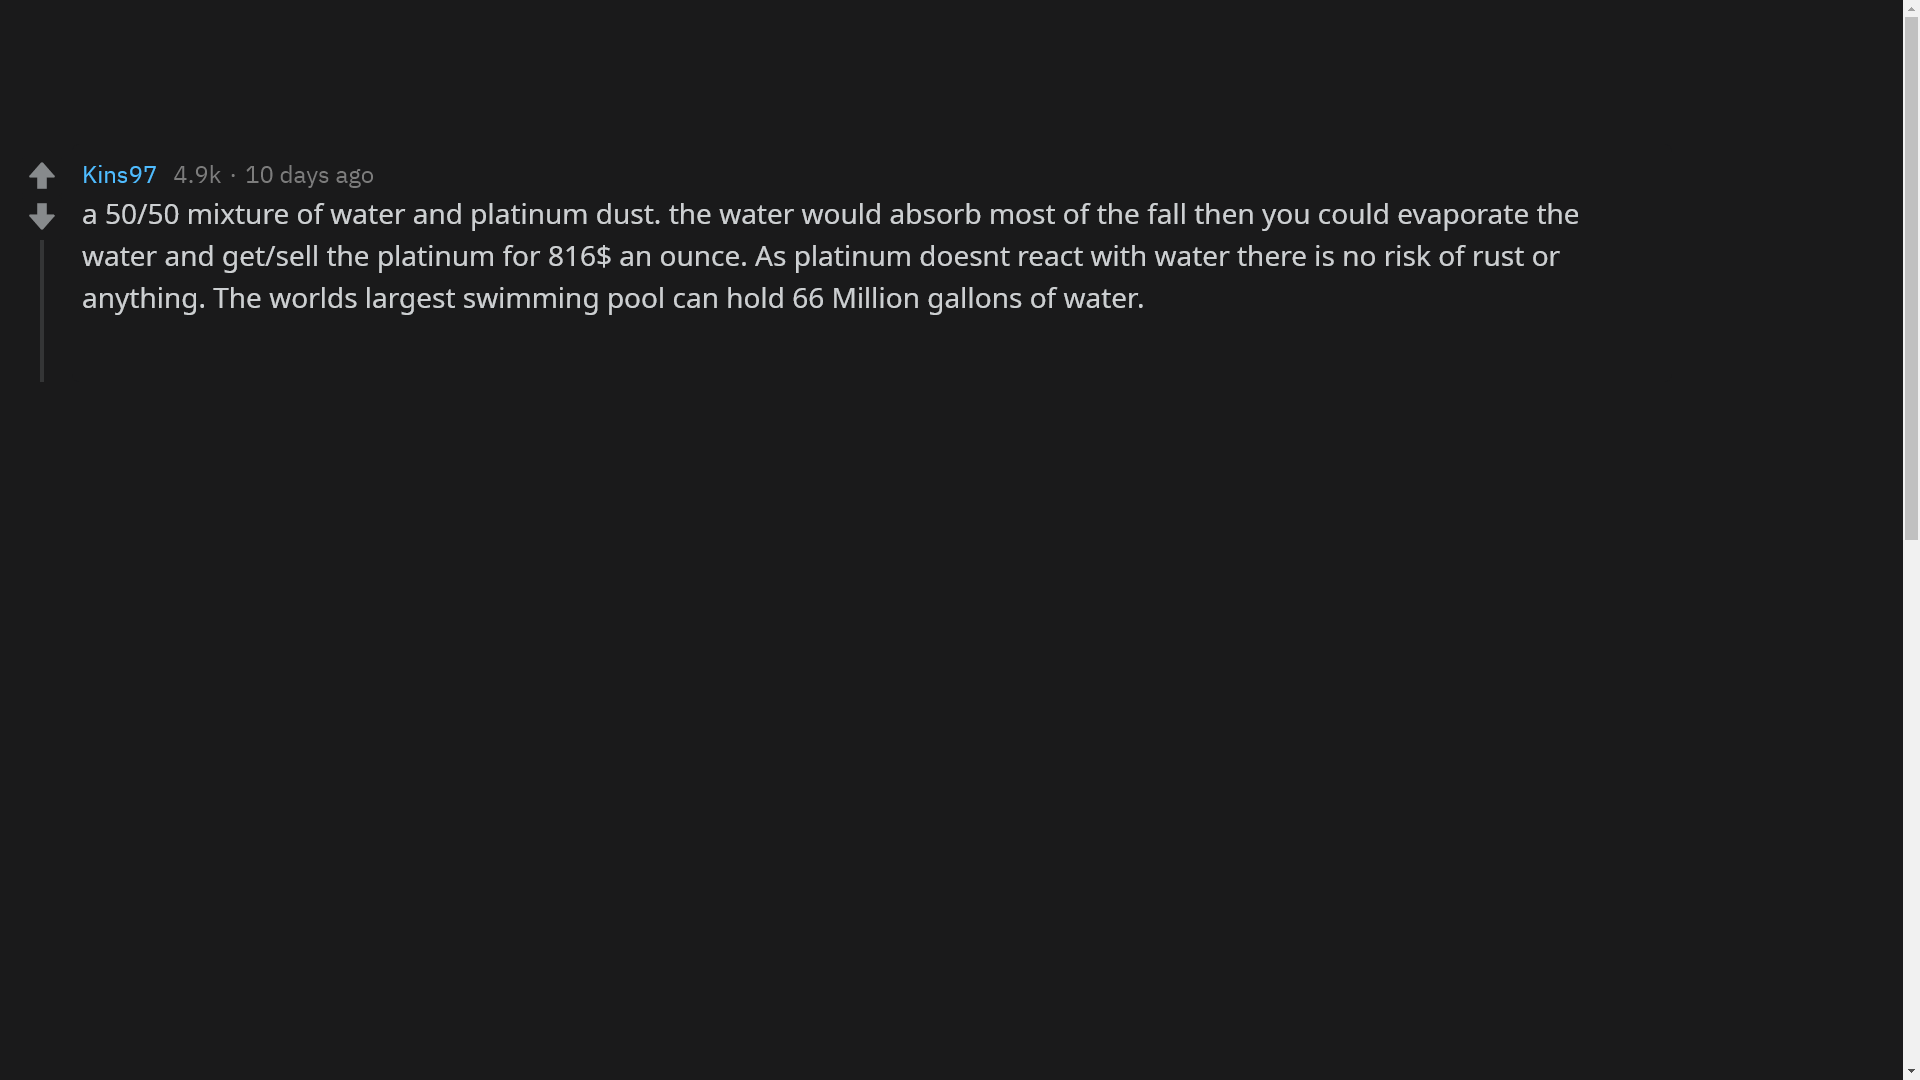 Kins97 4.9k · 10 days ago
a 50/50 mixture of water and platinum dust. the water would absorb most of the fall then you could evaporate the
water and get/sell the platinum for 816$ an ounce. As platinum doesnt react with water there is no risk of rust or
anything. The worlds largest swimming pool can hold 66 Million gallons of water.